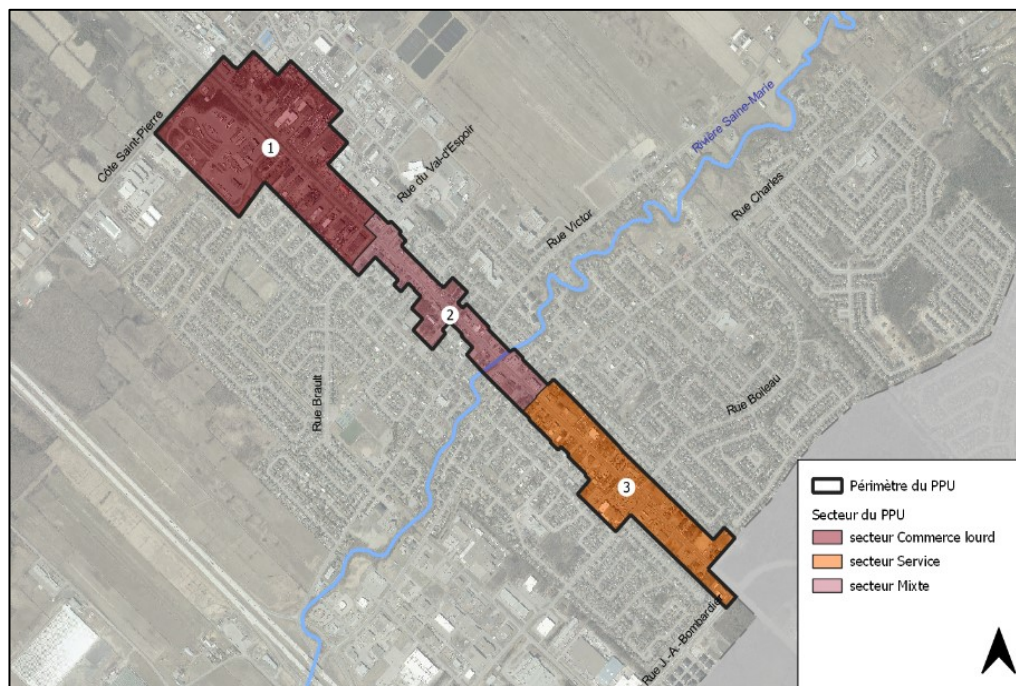 Côte Saint-Pierre
1
Rue du Val-d'Espoir
Rivière Saine-Marie
Rue Charles
Rue Victor
2
Rue Brault
Rue Boileau
3
Rue J.-A.-Bombardier
Périmètre du PPU
Secteur du PPU
secteur Commerce lourd
secteur Service
secteur Mixte